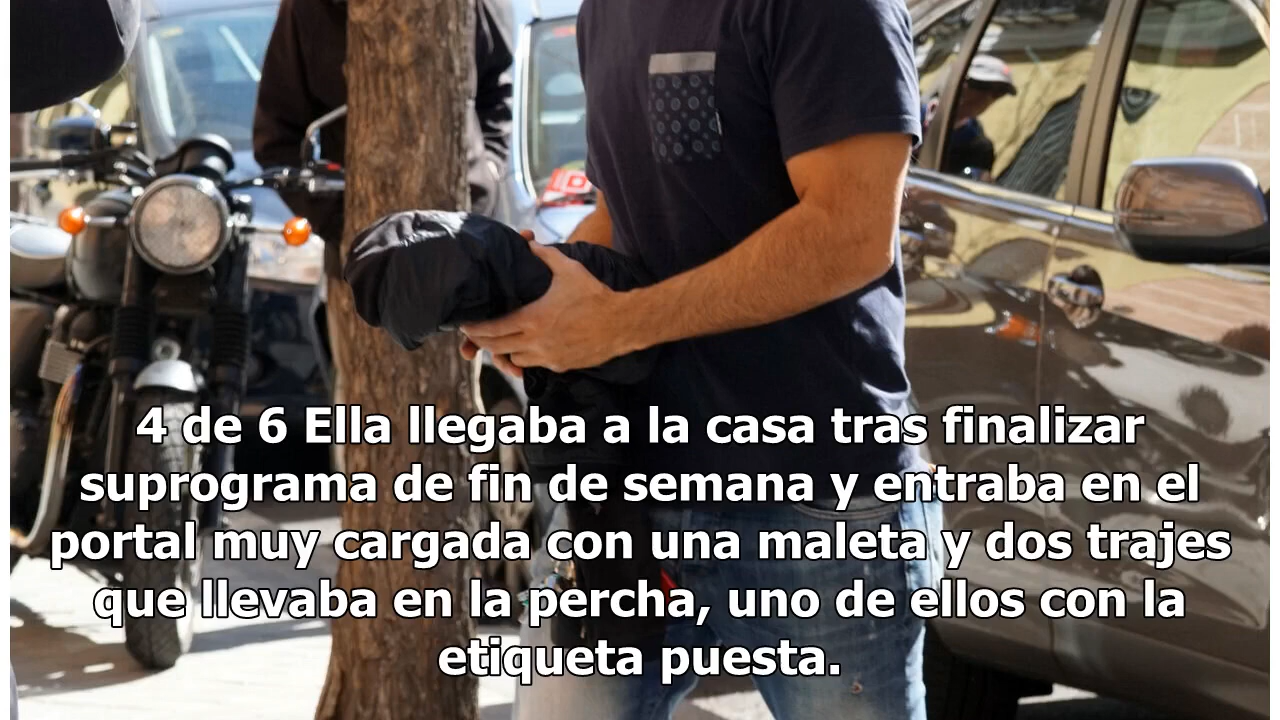 4 de 6 Ella llegaba a la casa tras finalizar
suprograma de fin de semana y entraba en el
portal muy cargada con una maleta y dos trajes
que llevaba en la percha, uno de ellos con la
etiqueta puesta.